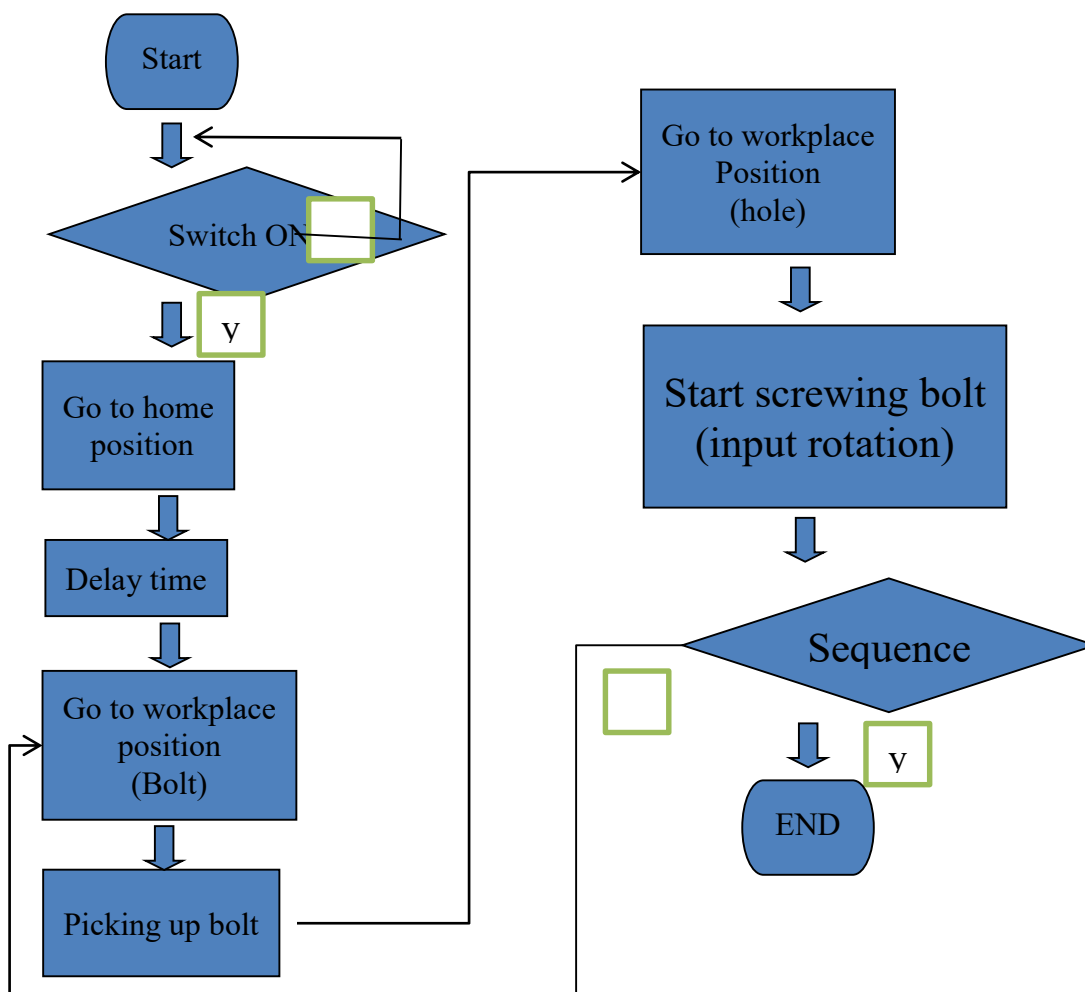 Start
Switch ON
y
Go to home
position
Delay time
Go to workplace
position
(Bolt)
Picking up bolt
Go to workplace
Position
(hole)
Start screwing bolt
(input rotation)
Sequence
y
END